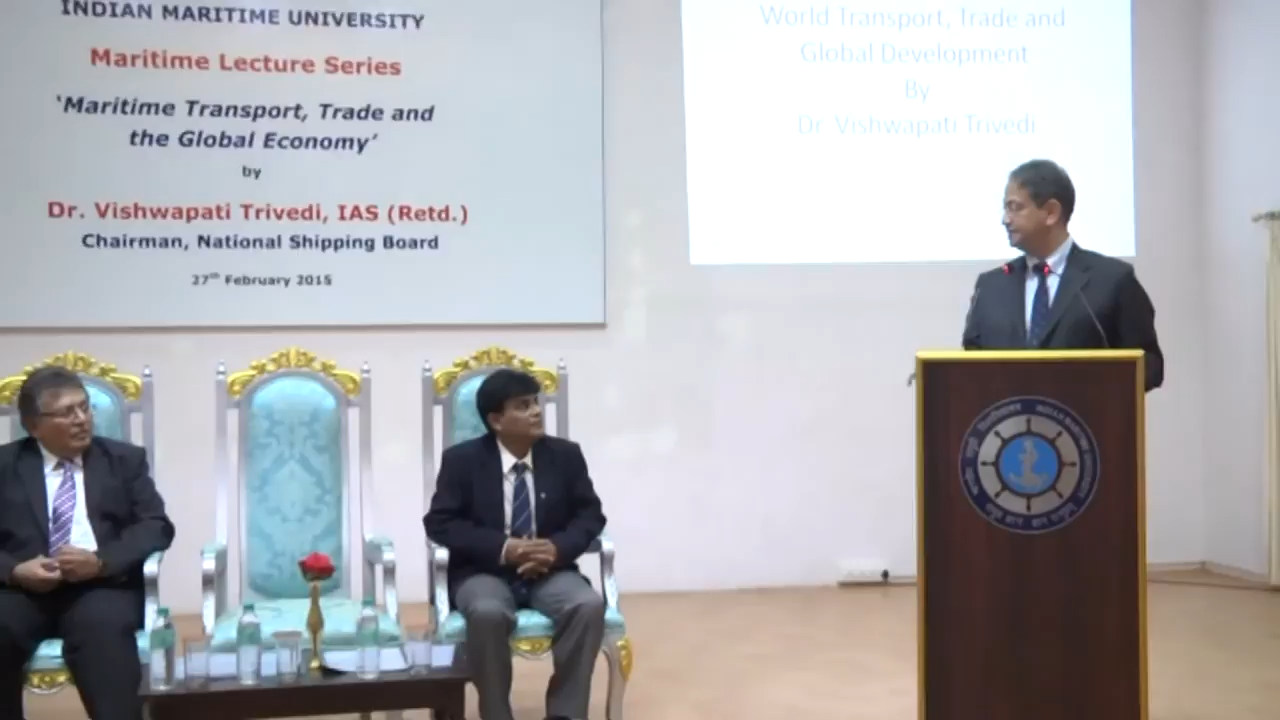 INDIAN MARITIME UNIVERSITY
Maritime Lecture Series
‘Maritime Transport, Trade and
the Global Economy’
by
Dr. Vishwapati Trivedi, IAS (Retd.)
Chairman, National Shipping Board
27th February 2015
World Transport, Trade and
Global Development
By
Dr. Vishwapati Trivedi